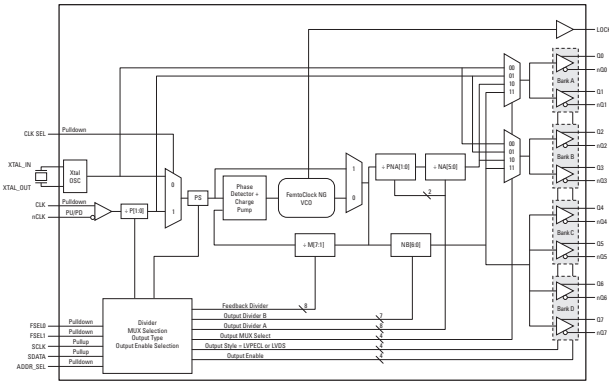 LOCK
Q0
nQ0
Bank A
Q1
nQ1
00
01
10
11
Q2
nQ2
Bank B
Q3
nQ3
00
01
10
11
CLK SEL
Pulldown
XTAL_IN
XTAL_OUT
Xtal
OSC
CLK
Pulldown
nCLK
PU/PD
÷ P[1:0]
0
1
PS
Phase
Detector +
Charge
Pump
FemtoClock NG
VCO
1
0
÷ PNA[1:0]
÷ NA[5:0]
2
÷ M[7:1]
NB[6:0]
Q4
nQ4
Bank C
Q5
nQ5
Q6
nQ6
Bank D
Q7
nQ7
FSEL0
Pulldown
FSEL1
Pulldown
SCLK
Pullup
SDATA
Pullup
ADDR_SEL
Pulldown
Divider
MUX Selection
Output Type
Output Enable Selection
Feedback Divider
8
Output Divider B
7
Output Divider A
8
Output MUX Select
4
Output Style = LVPECL or LVDS
4
Output Enable
4